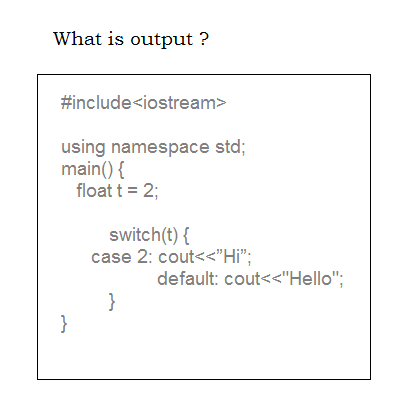 What is output ?
#include<iostream>
using namespace std;
main() {
float t = 2;
switch(t) {
case 2: cout<<”Hi”;
default: cout<<"Hello";
}
}